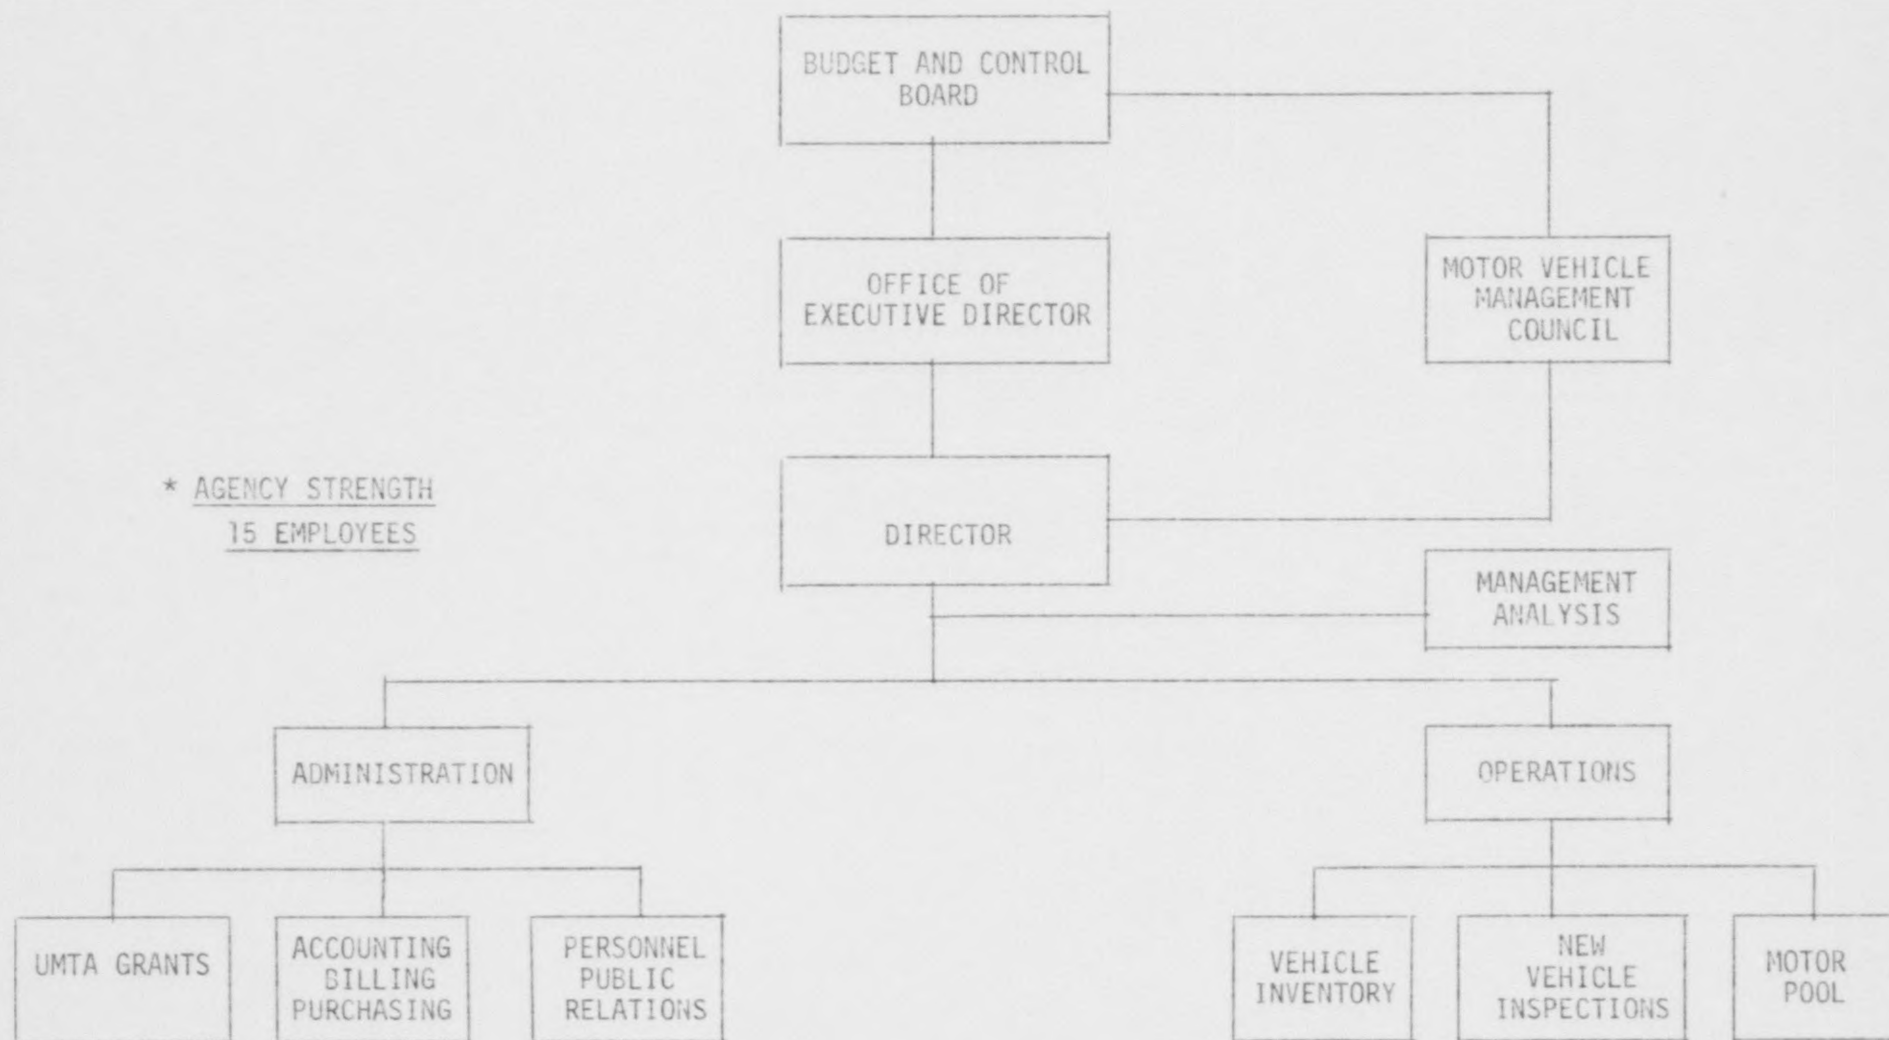 BUDGET AND CONTROL
BOARD
OFFICE OF
EXECUTIVE DIRECTOR
MOTOR VEHICLE
MANAGEMENT
COUNCIL
* AGENCY STRENGTH
15 EMPLOYEES
DIRECTOR
MANAGEMENT
ANALYSIS
ADMINISTRATION
OPERATIONS
UMTA GRANTS
ACCOUNTING
BILLING
PURCHASING
PERSONNEL
PUBLIC
RELATIONS
VEHICLE
INVENTORY
NEW
VEHICLE
INSPECTIONS
MOTOR
POOL